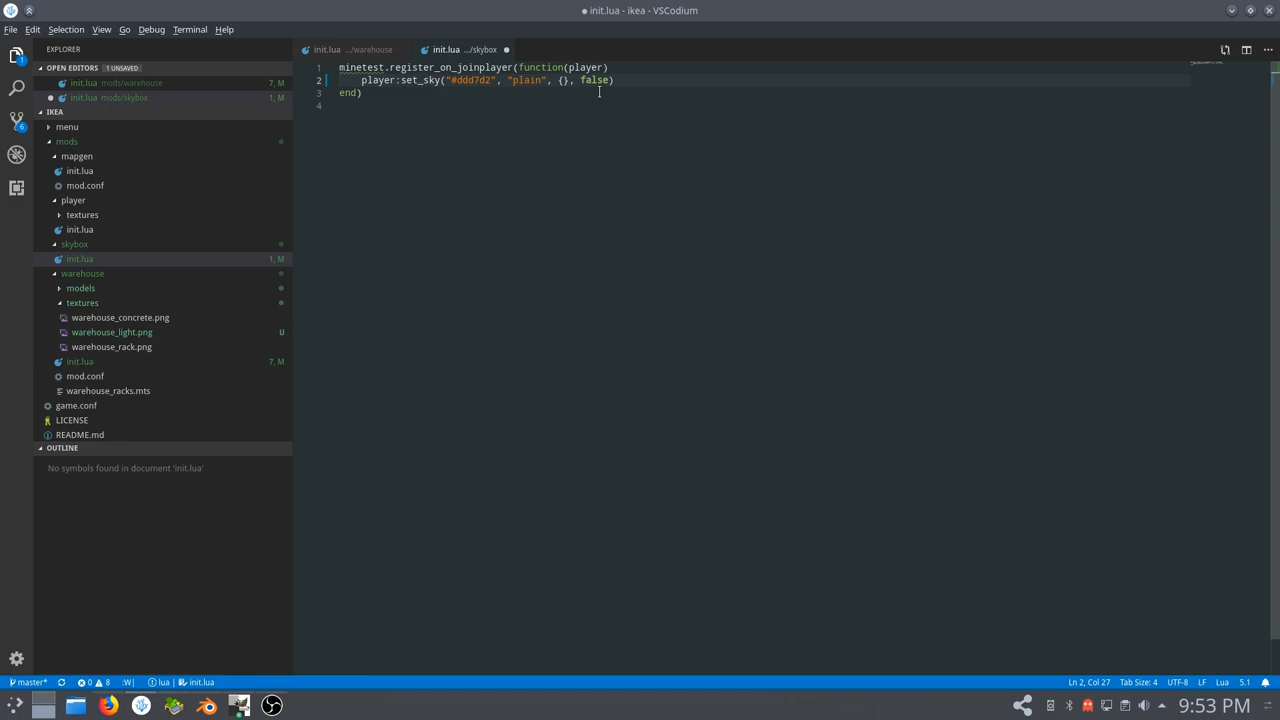 init.lua - ikea - VSCodium
File Edit Selection View Go Debug Terminal Help
EXPLORER
init.lua .../warehouse
init.lua .../skybox
OPEN EDITORS 1 UNSAVED
init.lua mods/warehouse 7, M
init.lua mods/skybox 1, M
IKEA
menu
mods
mapgen
init.lua
mod.conf
player
textures
init.lua
skybox
init.lua 1, M
warehouse
models
textures
warehouse_concrete.png
warehouse_light.png U
warehouse_rack.png
init.lua 7, M
mod.conf
warehouse_racks.mts
game.conf
LICENSE
README.md
OUTLINE
No symbols found in document 'init.lua'
1 minetest.register_on_joinplayer(function(player)
2 player:set_sky("#ddd7d2", "plain", {}, false)
3 end)
4
1
6
master* 0 8 :W| lua | init.lua Ln 2, Col 27 Tab Size: 4 UTF-8 LF Lua 5.1
9:53 PM